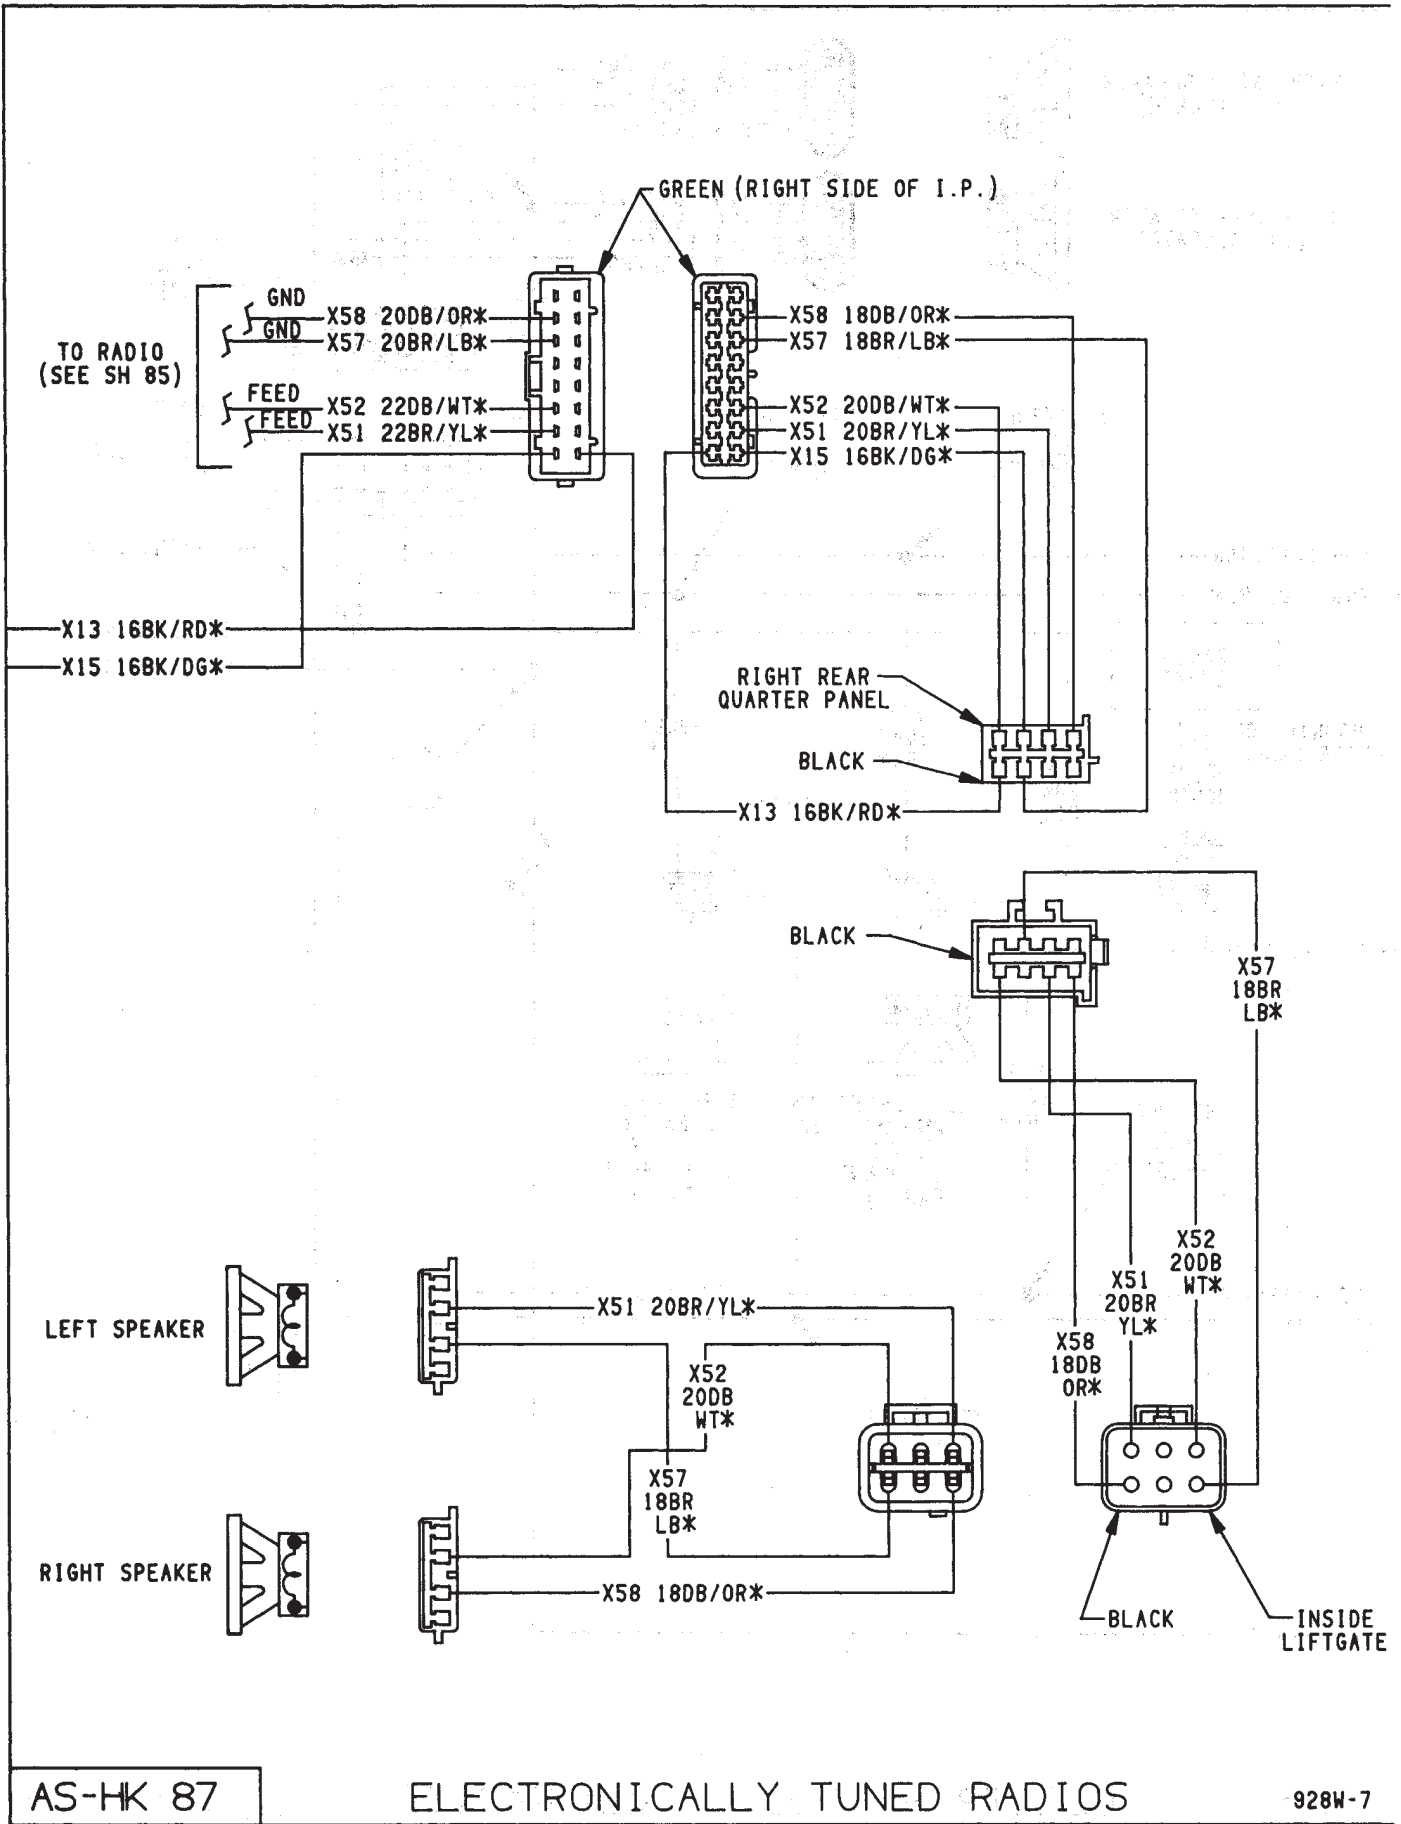 GREEN (RIGHT SIDE OF I.P.)
GND
X58 20DB/OR*
GND
X57 20BR/LB*
TO RADIO
(SEE SH 85)
FEED
X52 22DB/WT*
FEED
X51 22BR/YL*
X58 18DB/OR*
X57 18BR/LB*
X52 20DB/WT*
X51 20BR/YL*
X15 16BK/DG*
X13 16BK/RD*
X15 16BK/DG*
RIGHT REAR
QUARTER PANEL
BLACK
X13 16BK/RD*
BLACK
X57
18BR
LB*
X52
20DB
WT*
X51
20BR
YL*
X58
18DB
OR*
LEFT SPEAKER
X51 20BR/YL*
X52
20DB
WT*
X57
18BR
LB*
RIGHT SPEAKER
X58 18DB/OR*
BLACK
INSIDE
LIFTGATE
AS-HK 87
ELECTRONICALLY TUNED RADIOS
928W-7